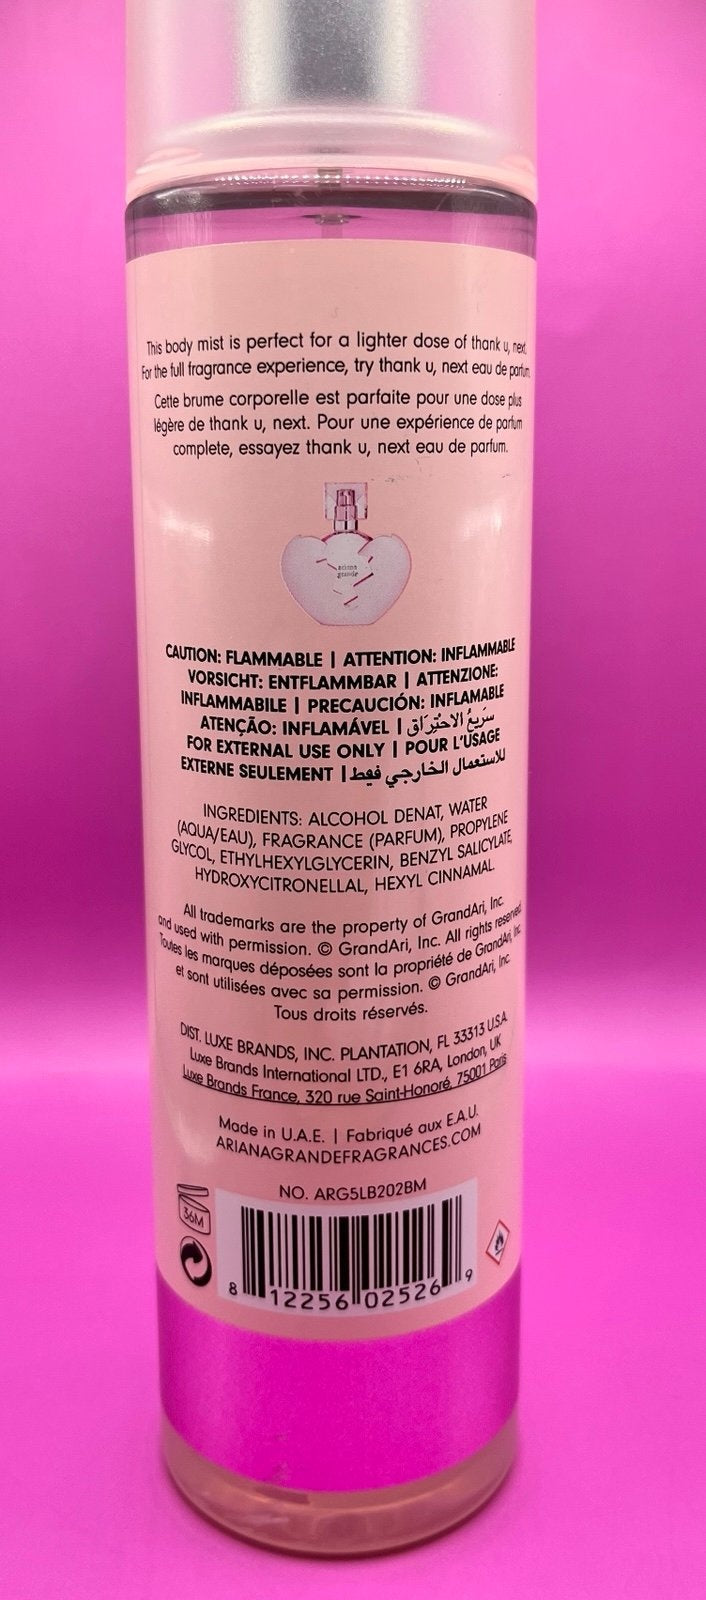 This body mist is perfect for a lighter dose of thank u, next.
For the full fragrance experience, try thank u, next eau de parfum.
Cette brume corporelle est parfaite pour une dose plus
légère de thank u, next. Pour une expérience de parfum
complete, essayez thank u, next eau de parfum.
ariana
grande
CAUTION: FLAMMABLE | ATTENTION: INFLAMMABLE
VORSICHT: ENTFLAMMBAR | ATTENZIONE:
INFLAMMABILE | PRECAUCIÓN: INFLAMABLE
ATENÇÃO: INFLAMÁVEL | سَريعُ الاحْتِرَاق
FOR EXTERNAL USE ONLY | POUR L'USAGE
EXTERNE SEULEMENT | للاستعمال الخارجي فقط
INGREDIENTS: ALCOHOL DENAT, WATER
(AQUA/EAU), FRAGRANCE (PARFUM), PROPYLENE
GLYCOL, ETHYLHEXYLGLYCERIN, BENZYL SALICYLATE,
HYDROXYCITRONELLAL, HEXYL CINNAMAL
All trademarks are the property of GrandAri, Inc.
and used with permission. © GrandAri, Inc. All rights reserved.
Toutes les marques déposées sont la propriété de GrandAri, Inc.
et sont utilisées avec sa permission. © GrandAri, Inc.
Tous droits réservés.
DIST. LUXE BRANDS, INC. PLANTATION, FL 33313 U.S.A.
Luxe Brands International LTD., E1 6RA, London, UK
Luxe Brands France, 320 rue Saint-Honoré, 75001 Paris
Made in U.A.E. | Fabriqué aux E.A.U.
ARIANAGRANDEFRAGRANCES.COM
NO. ARG5LB202BM
36M
8 12256 02526 9